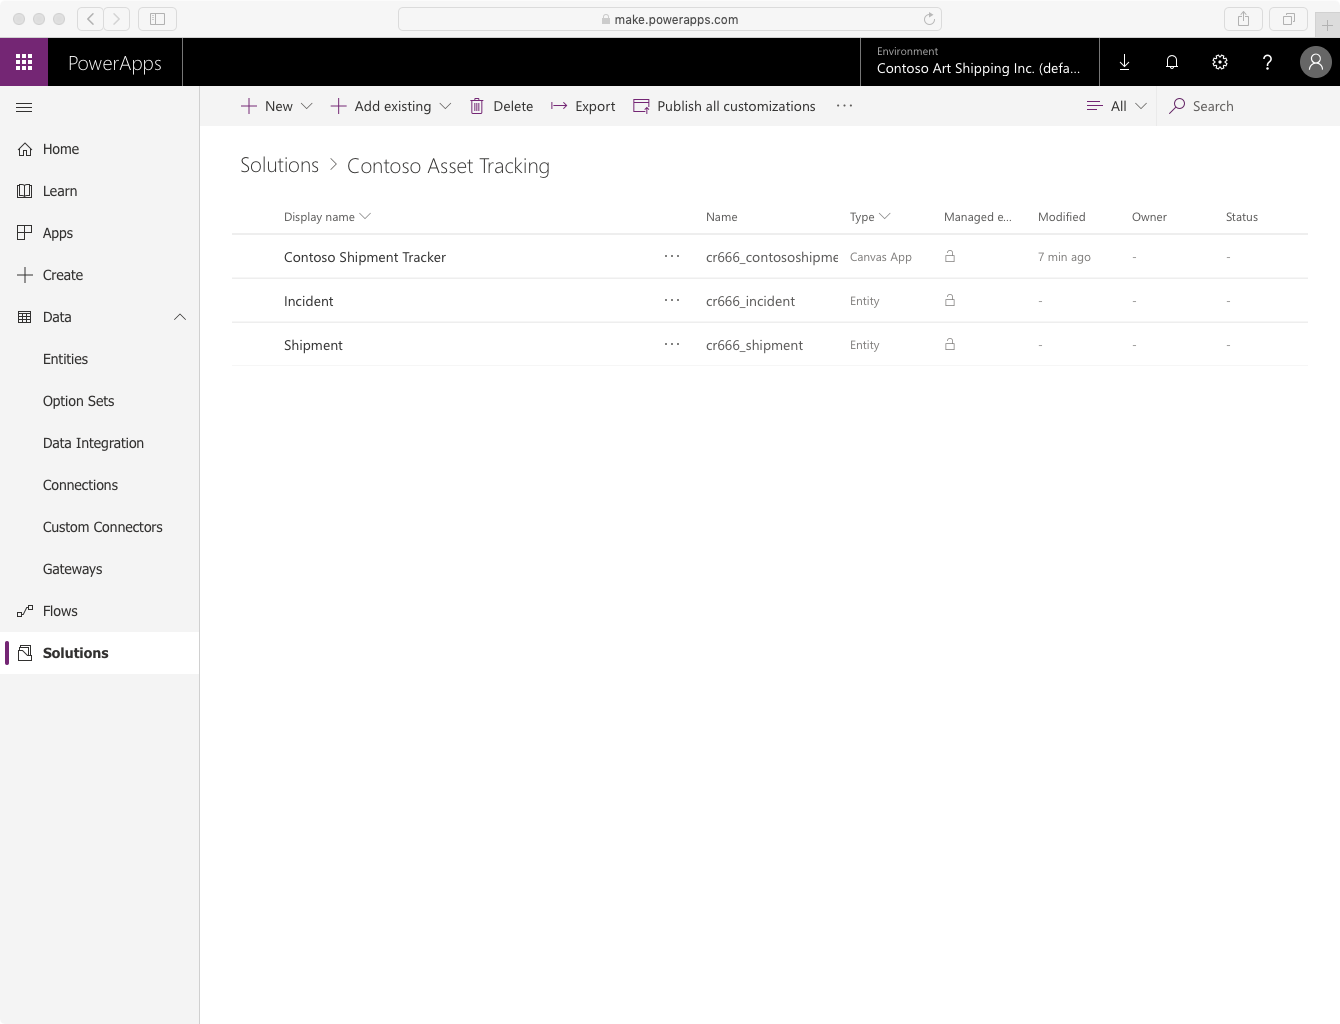 make.powerapps.com
PowerApps
Environment
Contoso Art Shipping Inc. (defa...
New
Add existing
Delete
Export
Publish all customizations
All
Search
Home
Learn
Apps
Create
Data
Entities
Option Sets
Data Integration
Connections
Custom Connectors
Gateways
Flows
Solutions
Solutions > Contoso Asset Tracking
Display name Name Type Managed e... Modified Owner Status
Contoso Shipment Tracker ... cr666_contososhipme Canvas App 7 min ago - -
Incident ... cr666_incident Entity - - -
Shipment ... cr666_shipment Entity - - -